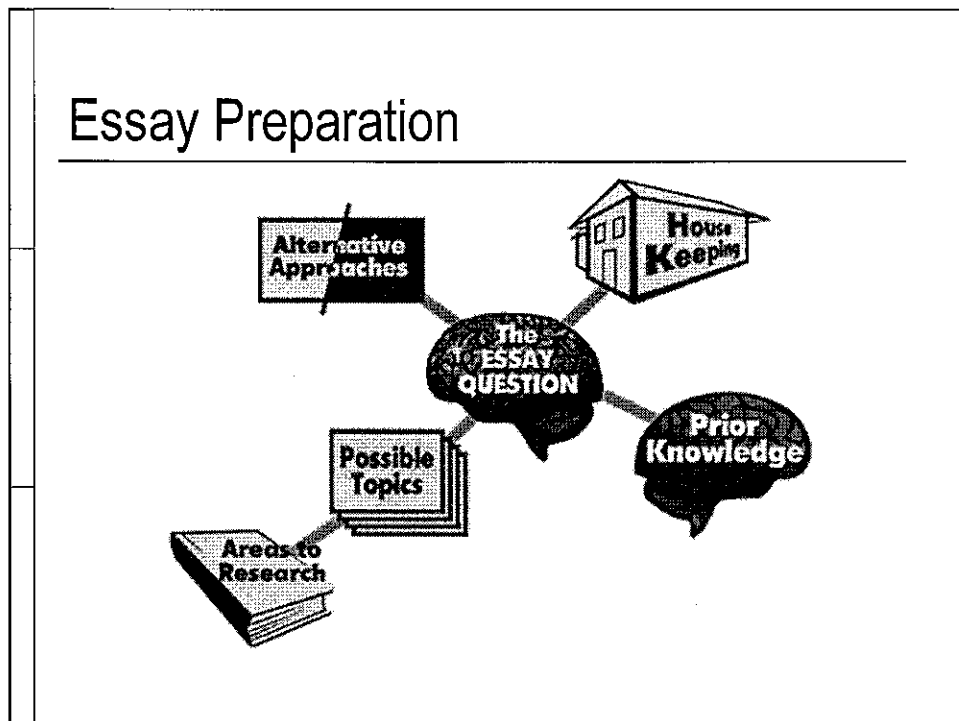 Essay Preparation
Alternative
Approaches
House
Keeping
The
ESSAY
QUESTION
Prior
Knowledge
Possible
Topics
Areas to
Research